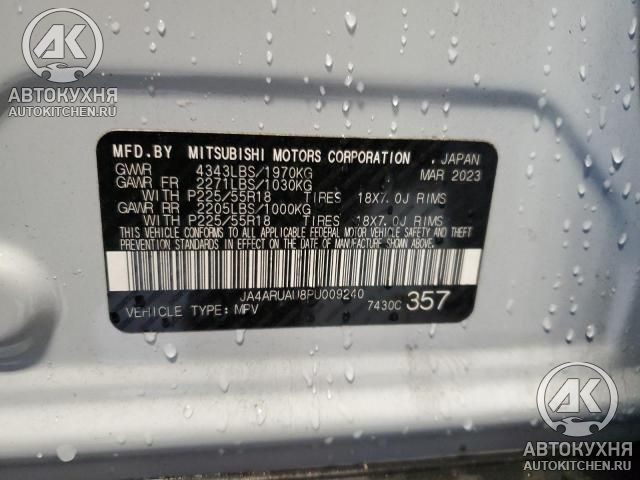 AK
АВТОКУХНЯ
AUTOKITCHEN.RU
MFD.BY MITSUBISHI MOTORS CORPORATION , JAPAN
GVWR 4343LBS/1970KG MAR 2023
GAWR FR 2271LBS/1030KG
WITH P225/55R18 TIRES 18X7.0J RIMS
GAWR RR 2205LBS/1000KG
WITH P225/55R18 TIRES 18X7.0J RIMS
THIS VEHICLE CONFORMS TO ALL APPLICABLE FEDERAL MOTOR VEHICLE SAFETY AND THEFT
PREVENTION STANDARDS IN EFFECT ON THE DATE OF MANUFACTURE SHOWN ABOVE.
JA4ARUAU8PU009240
VEHICLE TYPE: MPV 7430C 357
AK
АВТОКУХНЯ
AUTOKITCHEN.RU